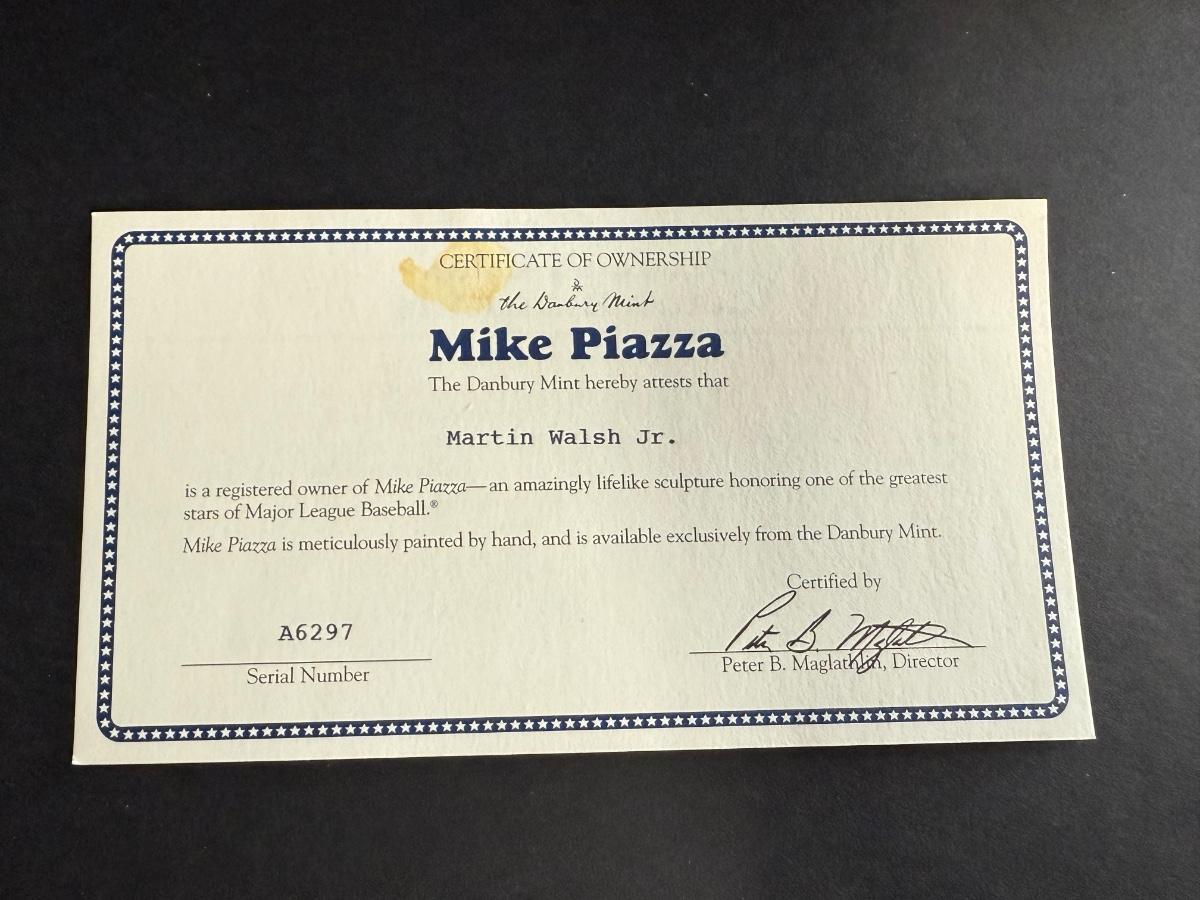 CERTIFICATE OF OWNERSHIP
the Danbury Mint
Mike Piazza
The Danbury Mint hereby attests that
Martin Walsh Jr.
is a registered owner of Mike Piazza—an amazingly lifelike sculpture honoring one of the greatest
stars of Major League Baseball.®
Mike Piazza is meticulously painted by hand, and is available exclusively from the Danbury Mint.
Certified by
Peter B. Maglathlin
Peter B. Maglathlin, Director
A6297
Serial Number